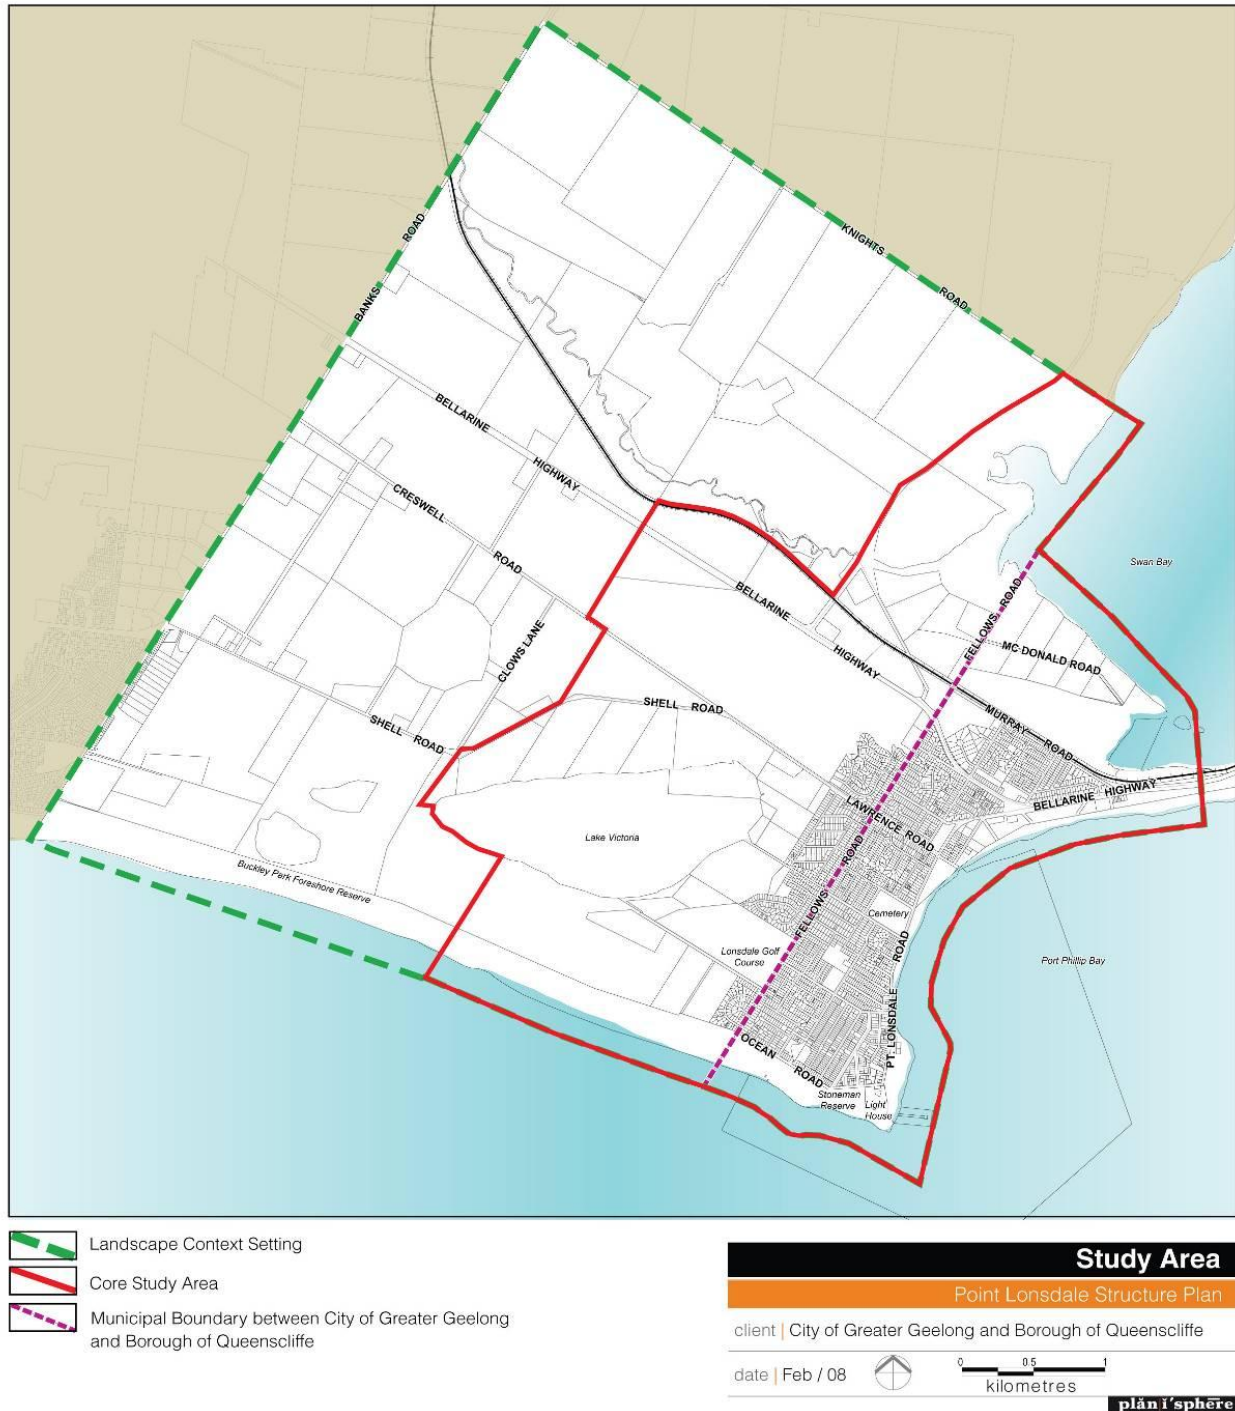 KNIGHTS
ROAD
BANKS
ROAD
BELLARINE
HIGHWAY
CRESWELL
ROAD
Swan Bay
BELLARINE
HIGHWAY
FELLOWS ROAD
MC DONALD ROAD
CLOWS LANE
SHELL ROAD
SHELL ROAD
MURRAY ROAD
BELLARINE HIGHWAY
LAWRENCE ROAD
Lake Victoria
FELLOWS ROAD
Buckley Park Foreshore Reserve
Cemetery
Lonsdale Golf
Course
PT. LONSDALE ROAD
Port Phillip Bay
OCEAN ROAD
Stoneman
Reserve
Light
House
Landscape Context Setting
Core Study Area
Municipal Boundary between City of Greater Geelong
and Borough of Queenscliffe
Study Area
Point Lonsdale Structure Plan
client | City of Greater Geelong and Borough of Queenscliffe
date | Feb / 08
0 0.5 1
kilometres
plăn|i'sphēre